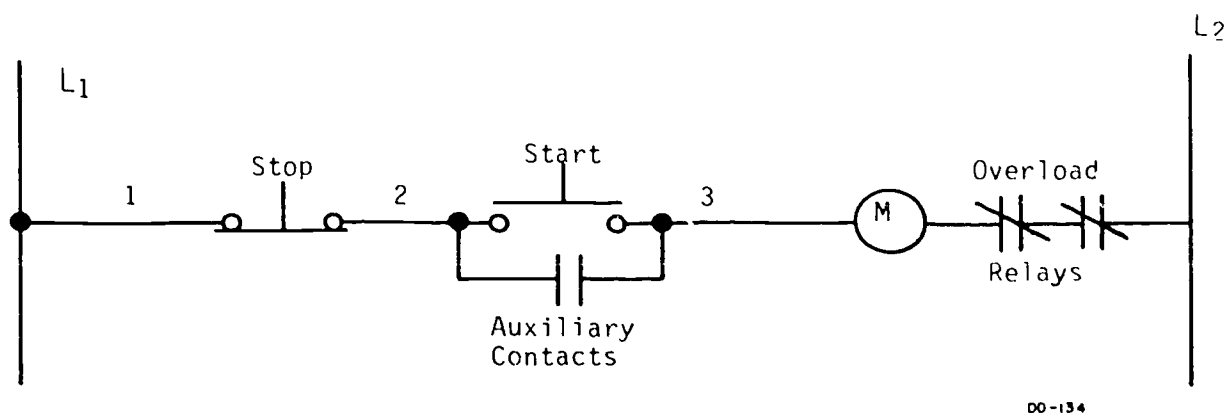 L2
L1
Stop
Start
Overload
1
2
3
M
Relays
Auxiliary
Contacts
DO-134